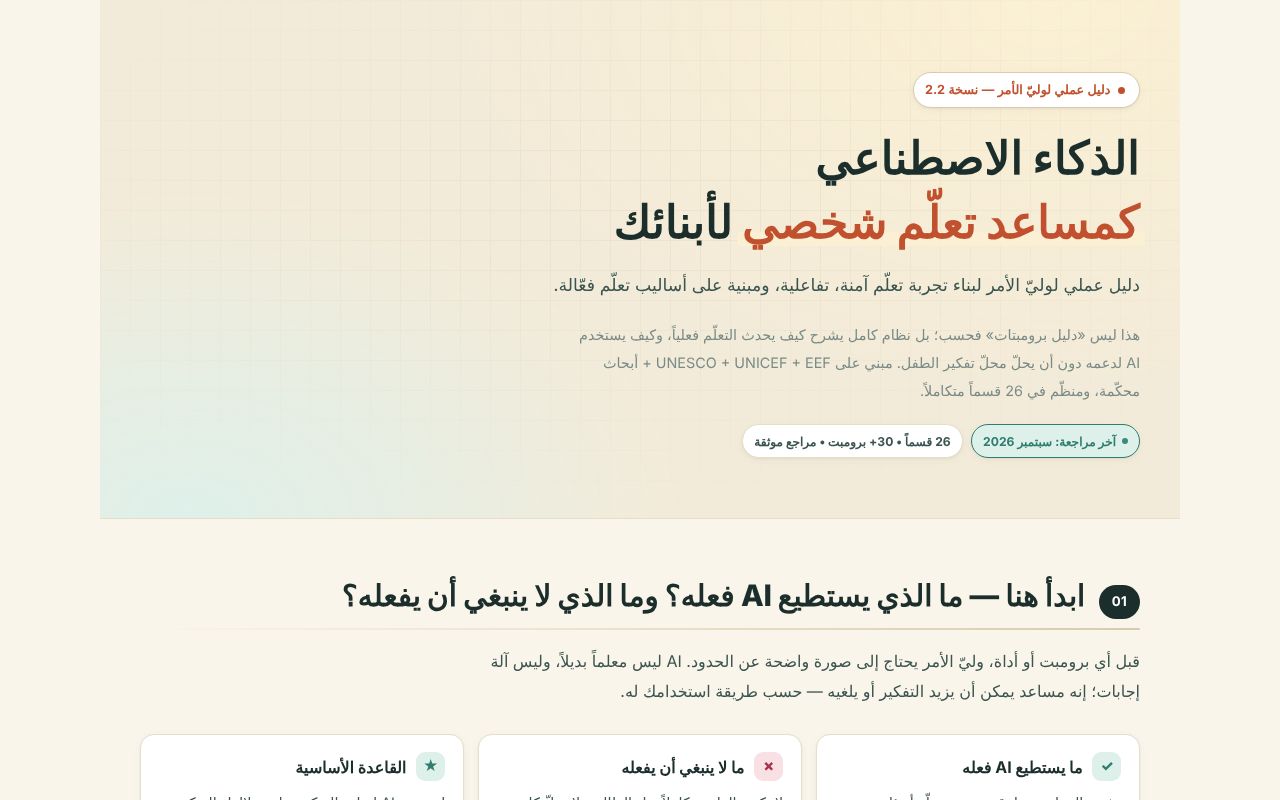 دليل عملي لوليّ الأمر — نسخة 2.2
الذكاء الاصطناعي
كمساعد تعلّم شخصي لأبنائك
دليل عملي لوليّ الأمر لبناء تجربة تعلّم آمنة، تفاعلية، ومبنية على أساليب تعلّم فعّالة.
هذا ليس «دليل برومبتات» فحسب؛ بل نظام كامل يشرح كيف يحدث التعلّم فعلياً، وكيف يستخدم
AI لدعمه دون أن يحلّ محلّ تفكير الطفل. مبني على UNESCO + UNICEF + EEF + أبحاث
محكّمة، ومنظّم في 26 قسماً متكاملاً.
آخر مراجعة: سبتمبر 2026
26 قسماً • 30+ برومبت • مراجع موثقة
01
ابدأ هنا — ما الذي يستطيع AI فعله؟ وما الذي لا ينبغي أن يفعله؟
قبل أي برومبت أو أداة، وليّ الأمر يحتاج إلى صورة واضحة عن الحدود. AI ليس معلماً بديلاً، وليس آلة
إجابات؛ إنه مساعد يمكن أن يزيد التفكير أو يلغيه — حسب طريقة استخدامك له.
ما يستطيع AI فعله
ما لا ينبغي أن يفعله
القاعدة الأساسية